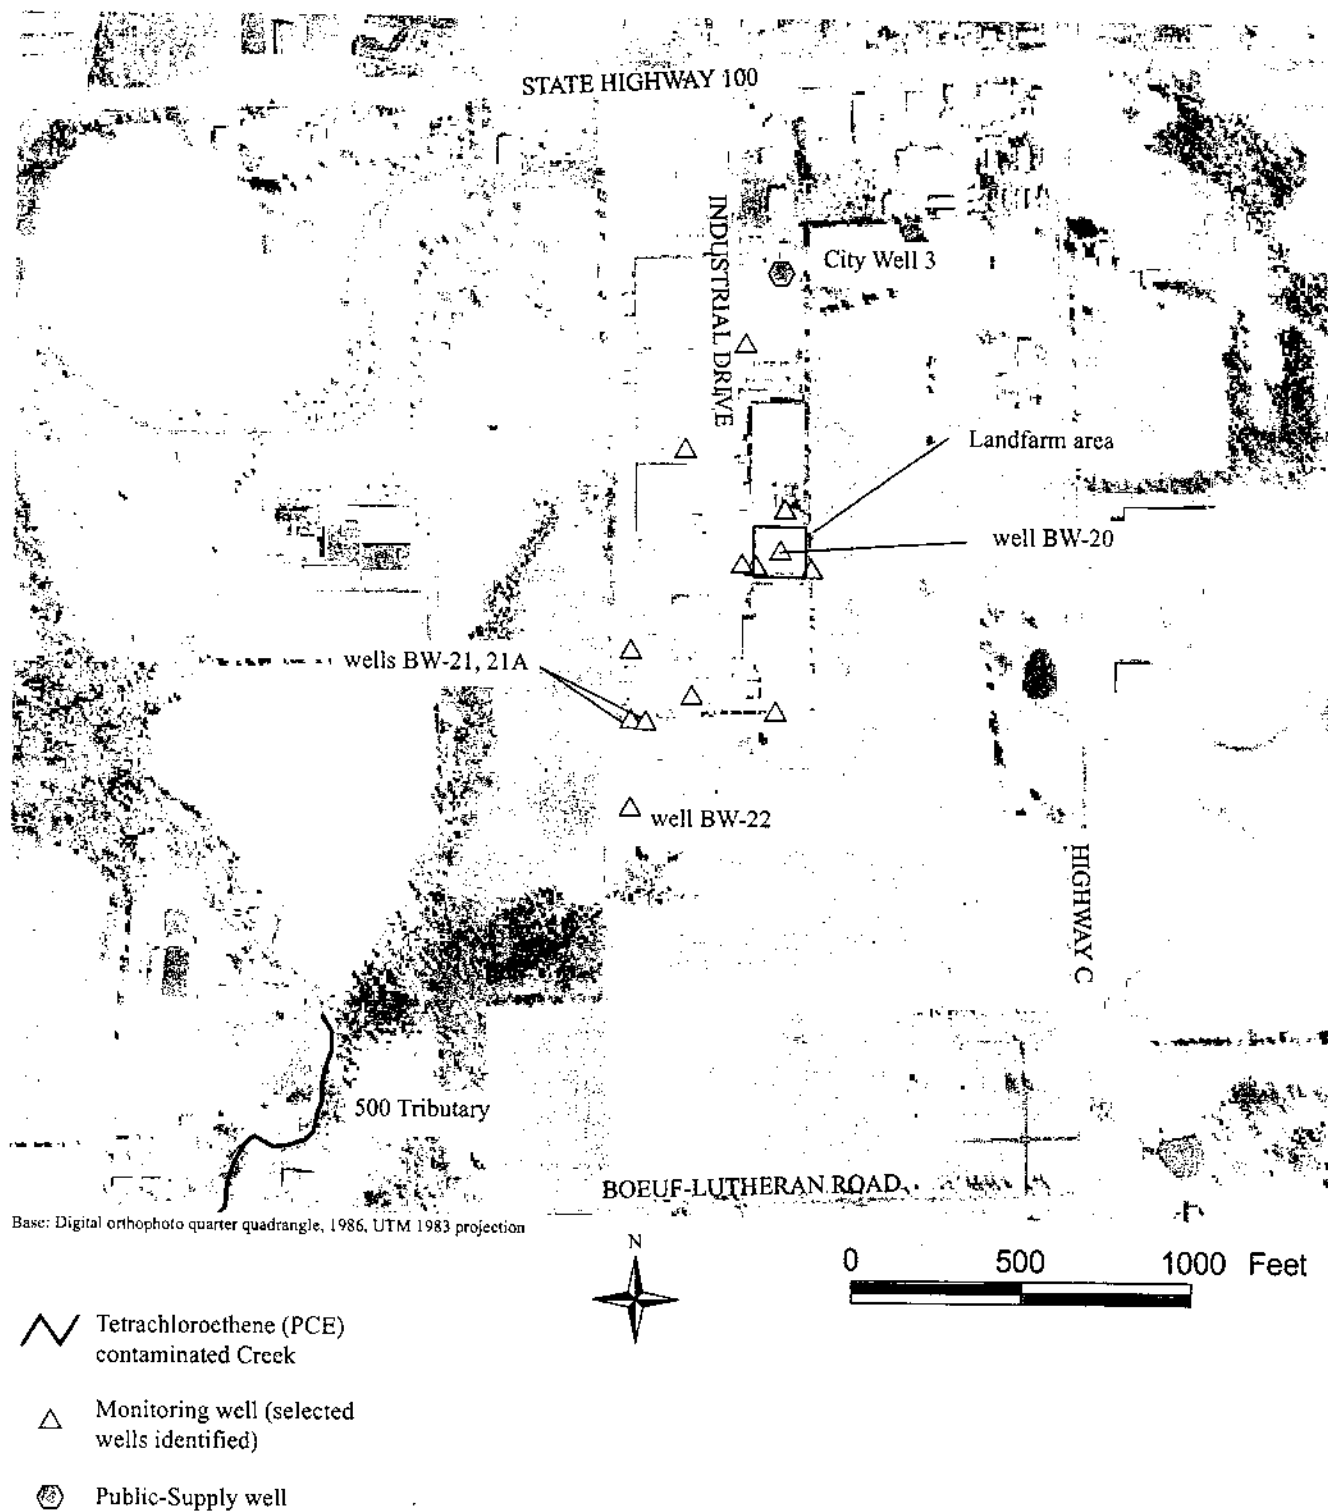 STATE HIGHWAY 100
INDUSTRIAL DRIVE
City Well 3
Landfarm area
well BW-20
wells BW-21, 21A
well BW-22
HIGHWAY C
500 Tributary
BOEUF-LUTHERAN ROAD
Base: Digital orthophoto quarter quadrangle, 1986, UTM 1983 projection
N
0 500 1000 Feet
Tetrachloroethene (PCE)
contaminated Creek
Monitoring well (selected
wells identified)
Public-Supply well